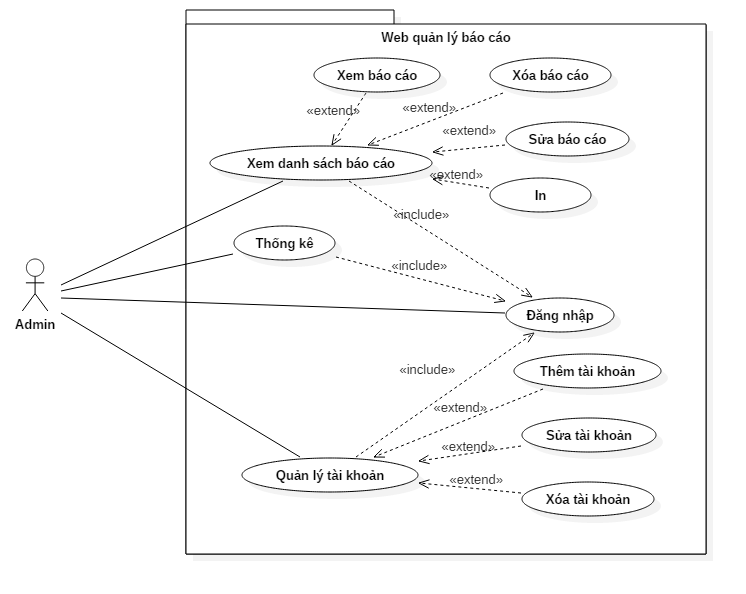 Web quản lý báo cáo
Xem báo cáo
Xóa báo cáo
«extend»
«extend»
«extend»
Sửa báo cáo
Xem danh sách báo cáo
«extend»
In
«include»
Thống kê
«include»
Đăng nhập
Admin
«include»
Thêm tài khoản
«extend»
Sửa tài khoản
«extend»
Quản lý tài khoản
«extend»
Xóa tài khoản